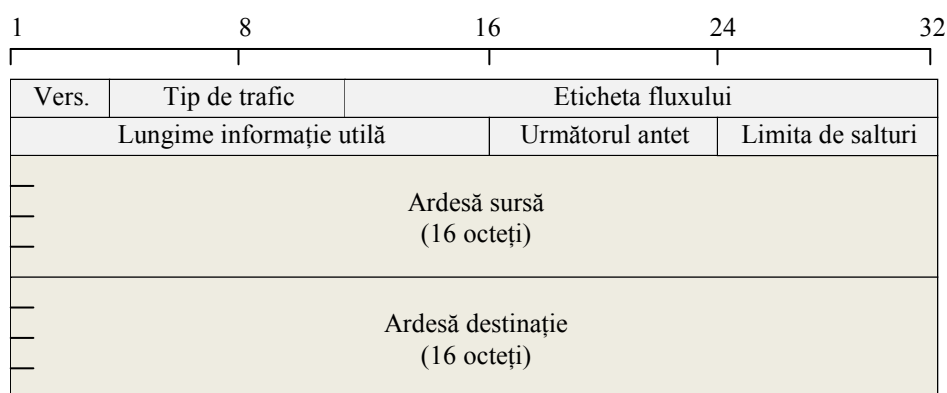 1 8 16 24 32
Vers. Tip de trafic Eticheta fluxului
Lungime informație utilă Următorul antet Limita de salturi
Ardesă sursă
(16 octeți)
Ardesă destinație
(16 octeți)